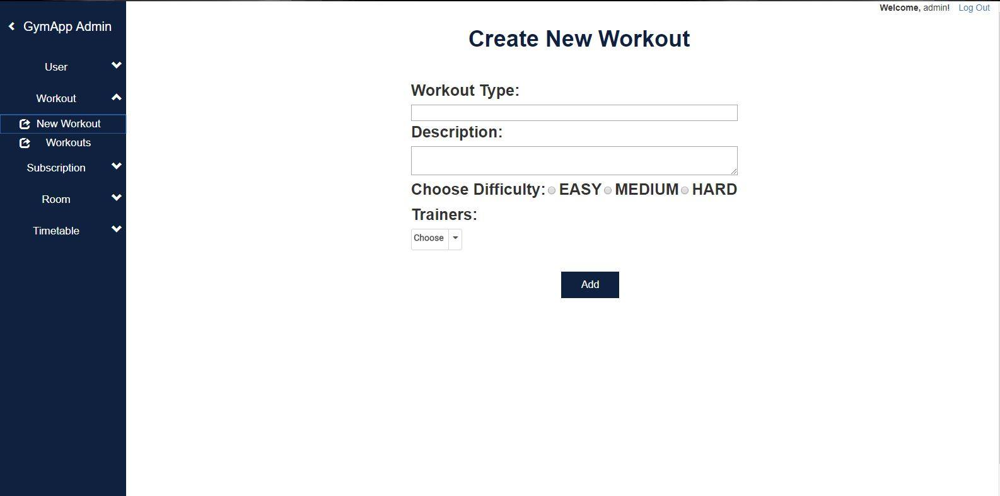 Welcome, admin! Log Out
GymApp Admin
User
Workout
New Workout
Workouts
Subscription
Room
Timetable
Create New Workout
Workout Type:
Description:
Choose Difficulty: EASY MEDIUM HARD
Trainers:
Choose
Add